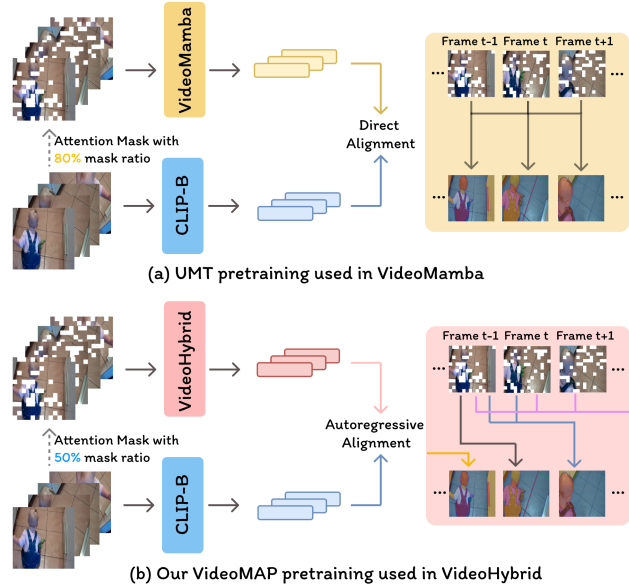 VideoMamba
Frame t-1 Frame t Frame t+1
... ...
Attention Mask with
80% mask ratio
Direct
Alignment
CLIP-B
... ...
(a) UMT pretraining used in VideoMamba
VideoHybrid
Frame t-1 Frame t Frame t+1
... ...
Attention Mask with
50% mask ratio
Autoregressive
Alignment
CLIP-B
... ...
(b) Our VideoMAP pretraining used in VideoHybrid